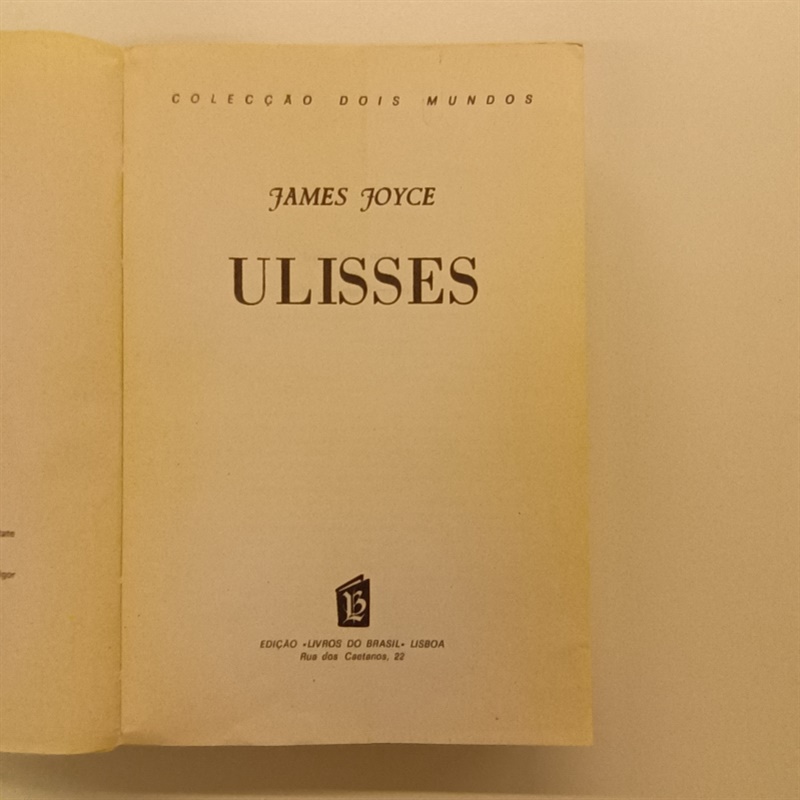 COLECÇÃO DOIS MUNDOS
JAMES JOYCE
ULISSES
EDIÇÃO «LIVROS DO BRASIL» LISBOA
Rua dos Caetanos, 22